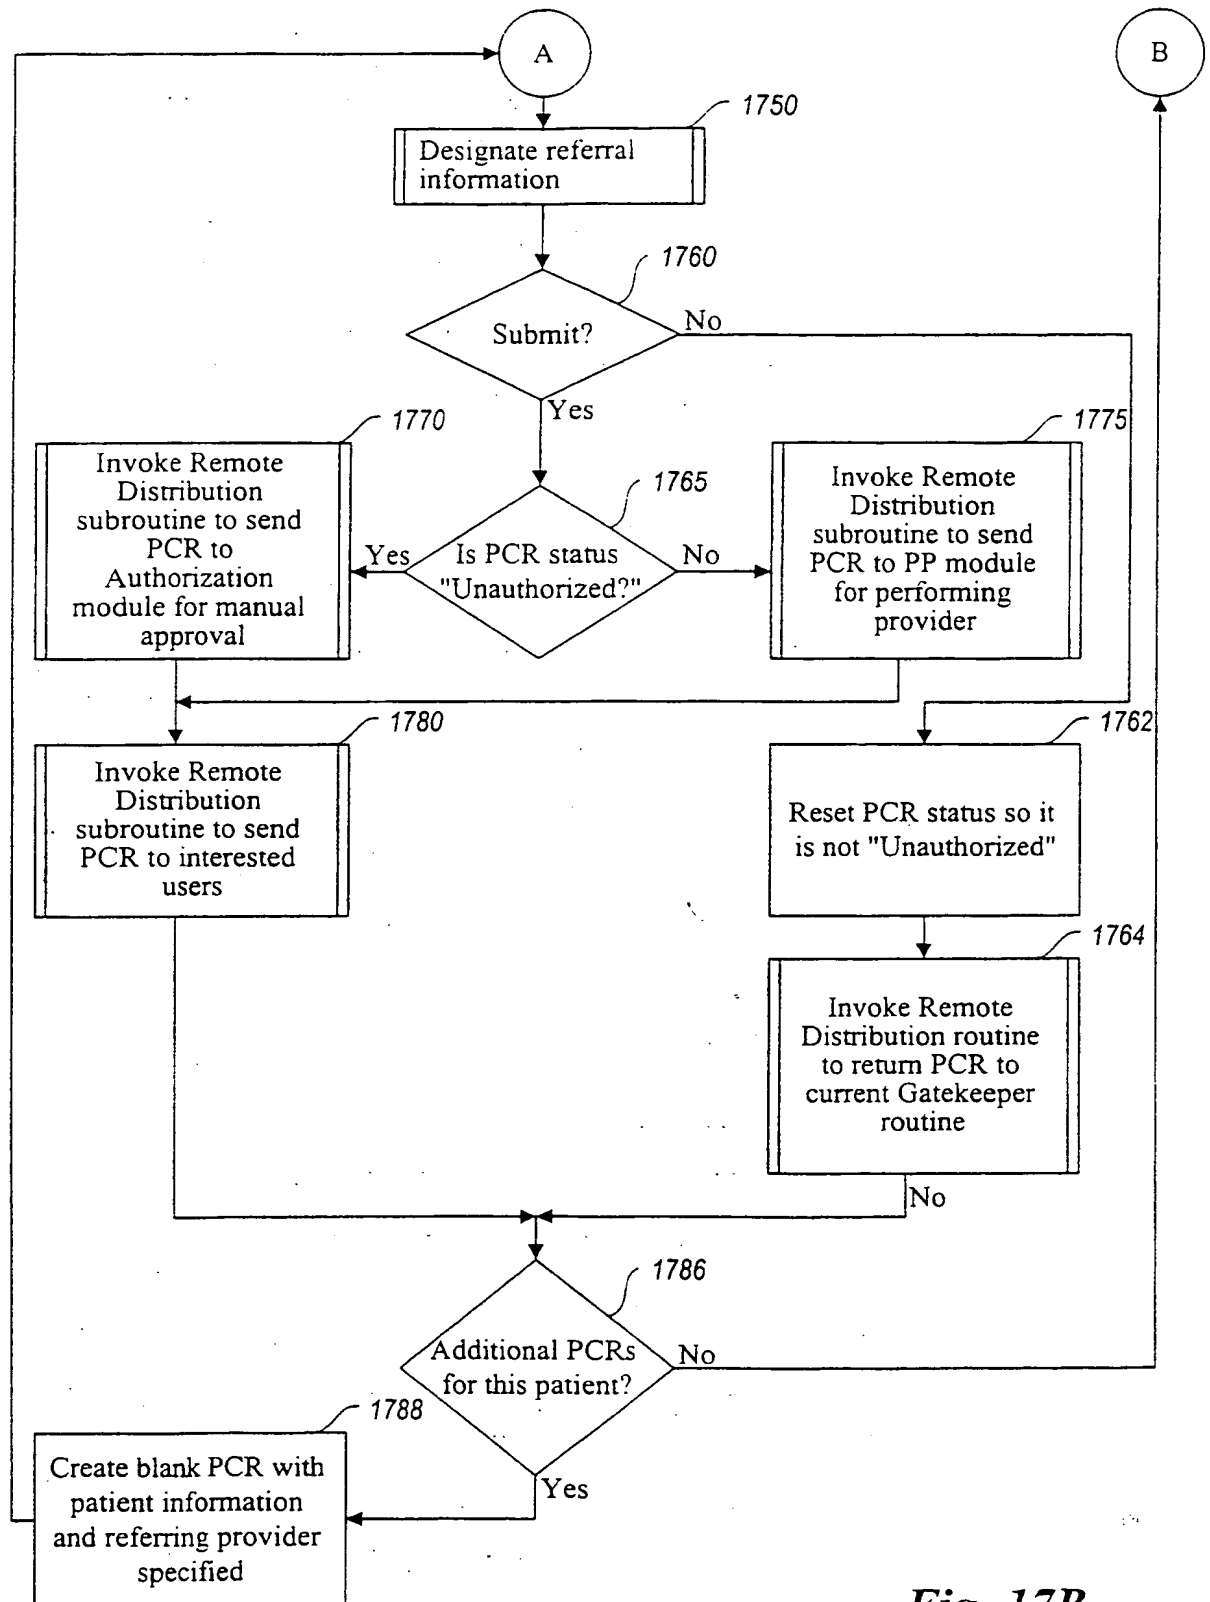 A
B
1750
Designate referral
information
1760
Submit?
No
Yes
1770
Invoke Remote
Distribution
subroutine to send
PCR to
Authorization
module for manual
approval
1765
Yes
Is PCR status
"Unauthorized?"
No
1775
Invoke Remote
Distribution
subroutine to send
PCR to PP module
for performing
provider
1780
Invoke Remote
Distribution
subroutine to send
PCR to interested
users
1762
Reset PCR status so it
is not "Unauthorized"
1764
Invoke Remote
Distribution routine
to return PCR to
current Gatekeeper
routine
No
1786
Additional PCRs
for this patient?
No
Yes
1788
Create blank PCR with
patient information
and referring provider
specified
Fig. 17B